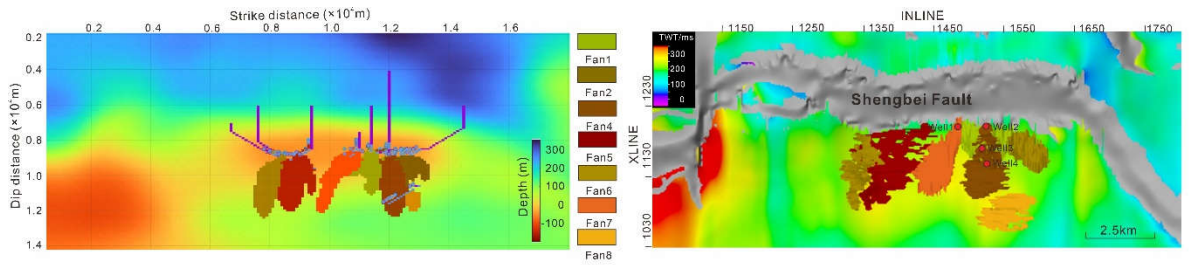 Strike distance (×10⁴m)
0.2 0.4 0.6 0.8 1.0 1.2 1.4 1.6 1.8
Dip distance (×10⁴m)
0.2
0.4
0.6
0.8
1.0
1.2
1.4
Depth (m)
300
200
100
0
-100
Fan1
Fan2
Fan4
Fan5
Fan6
Fan7
Fan8
INLINE
1150 1250 1350 1450 1550 1650 1750
XLINE
1230
1130
1030
TWT/ms
300
200
100
0
Shengbei Fault
Well1
Well2
Well3
Well4
2.5km